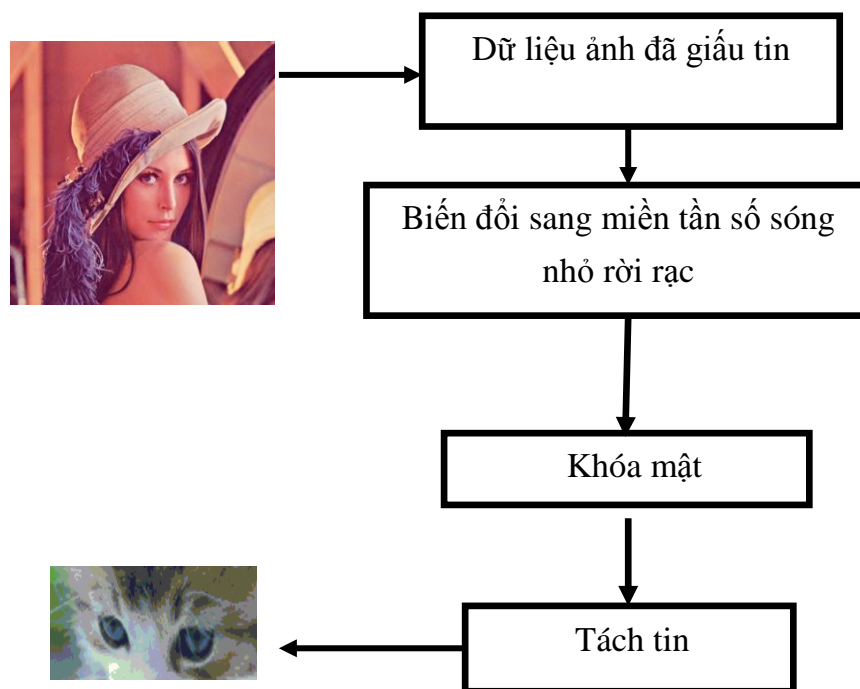 Dữ liệu ảnh đã giấu tin
Biến đổi sang miền tần số sóng
nhỏ rời rạc
Khóa mật
Tách tin